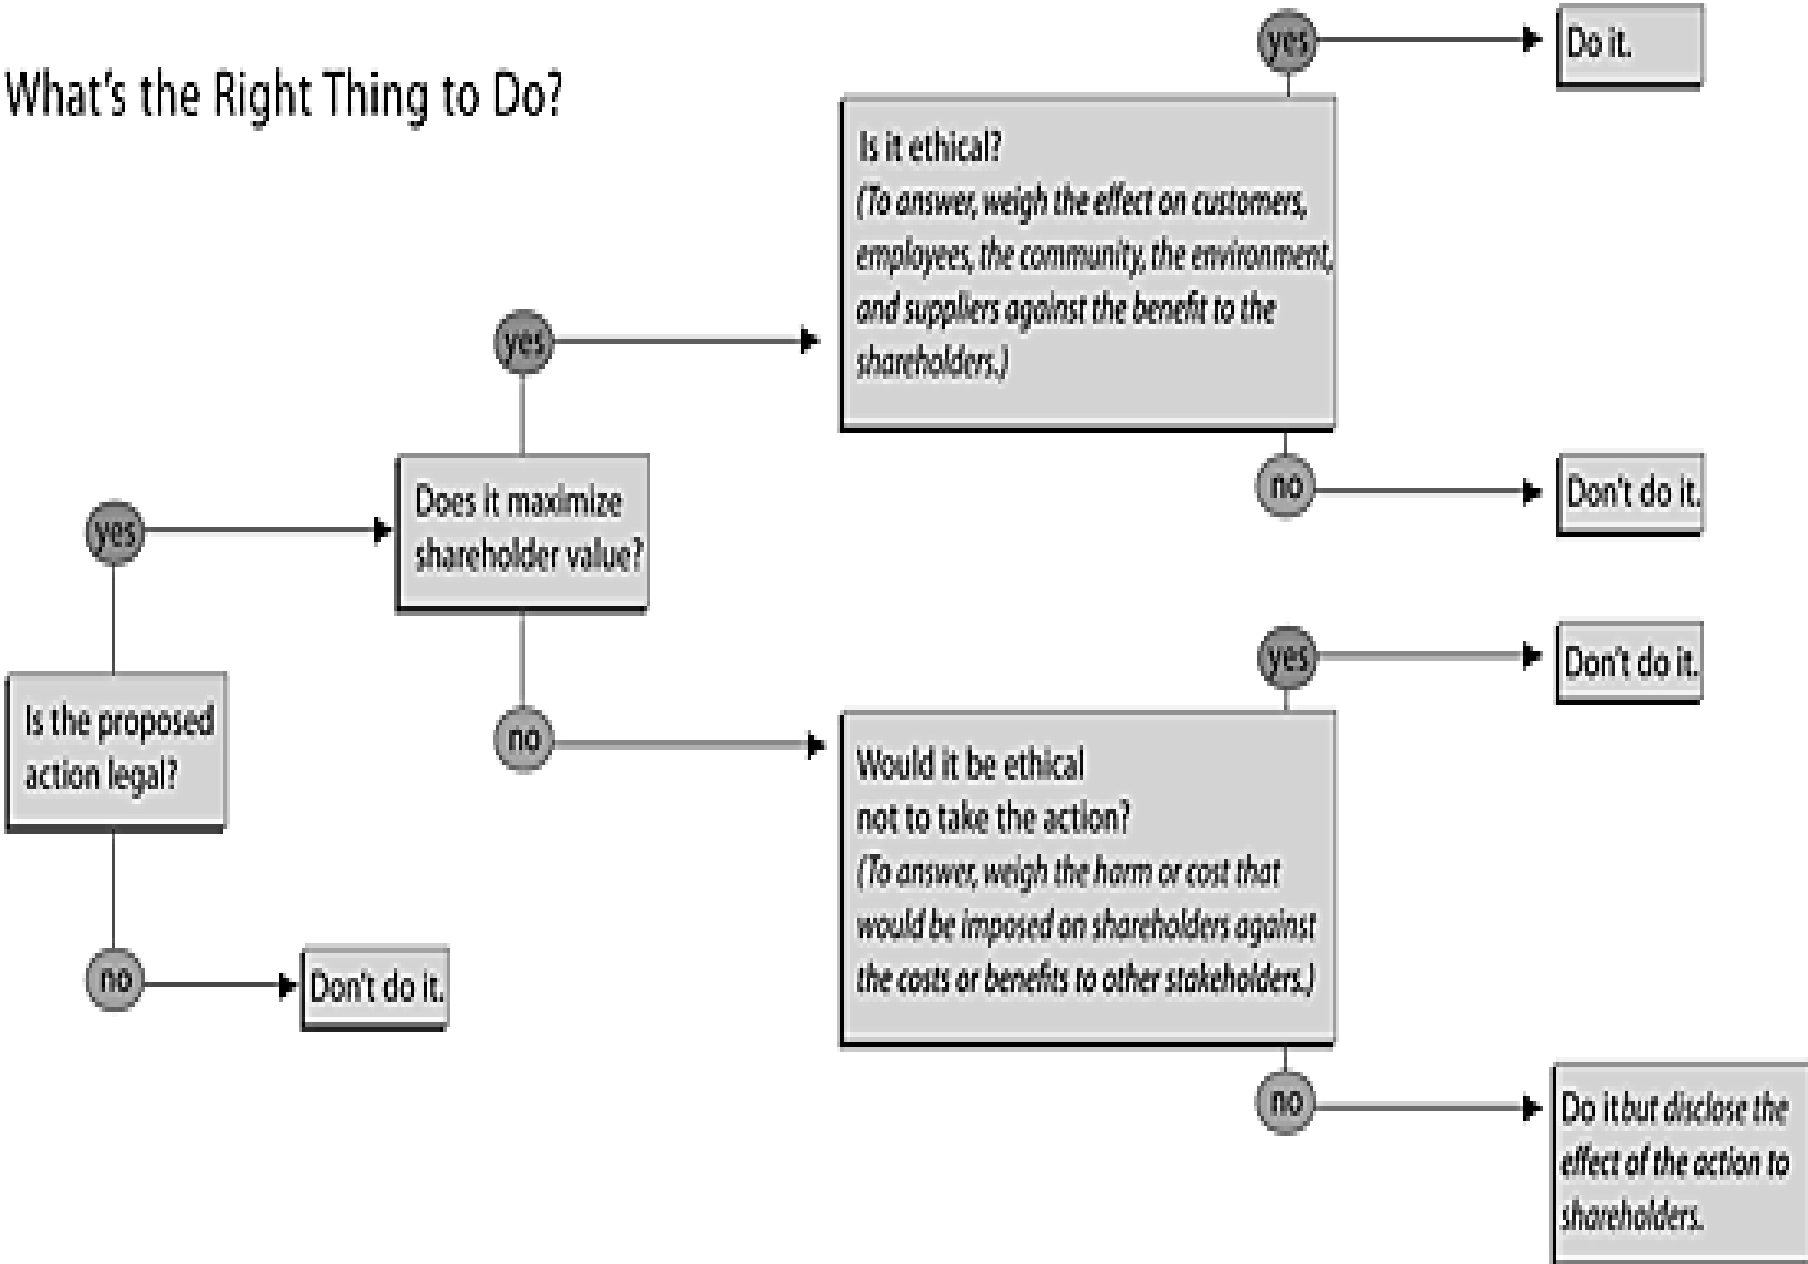 What's the Right Thing to Do?
yes
Do it.
Is it ethical?
(To answer, weigh the effect on customers,
employees, the community, the environment,
and suppliers against the benefit to the
shareholders.)
no
Don't do it.
yes
Does it maximize
shareholder value?
no
yes
Is the proposed
action legal?
no
Don't do it.
yes
Don't do it.
Would it be ethical
not to take the action?
(To answer, weigh the harm or cost that
would be imposed on shareholders against
the costs or benefits to other stakeholders.)
no
Do it but disclose the
effect of the action to
shareholders.